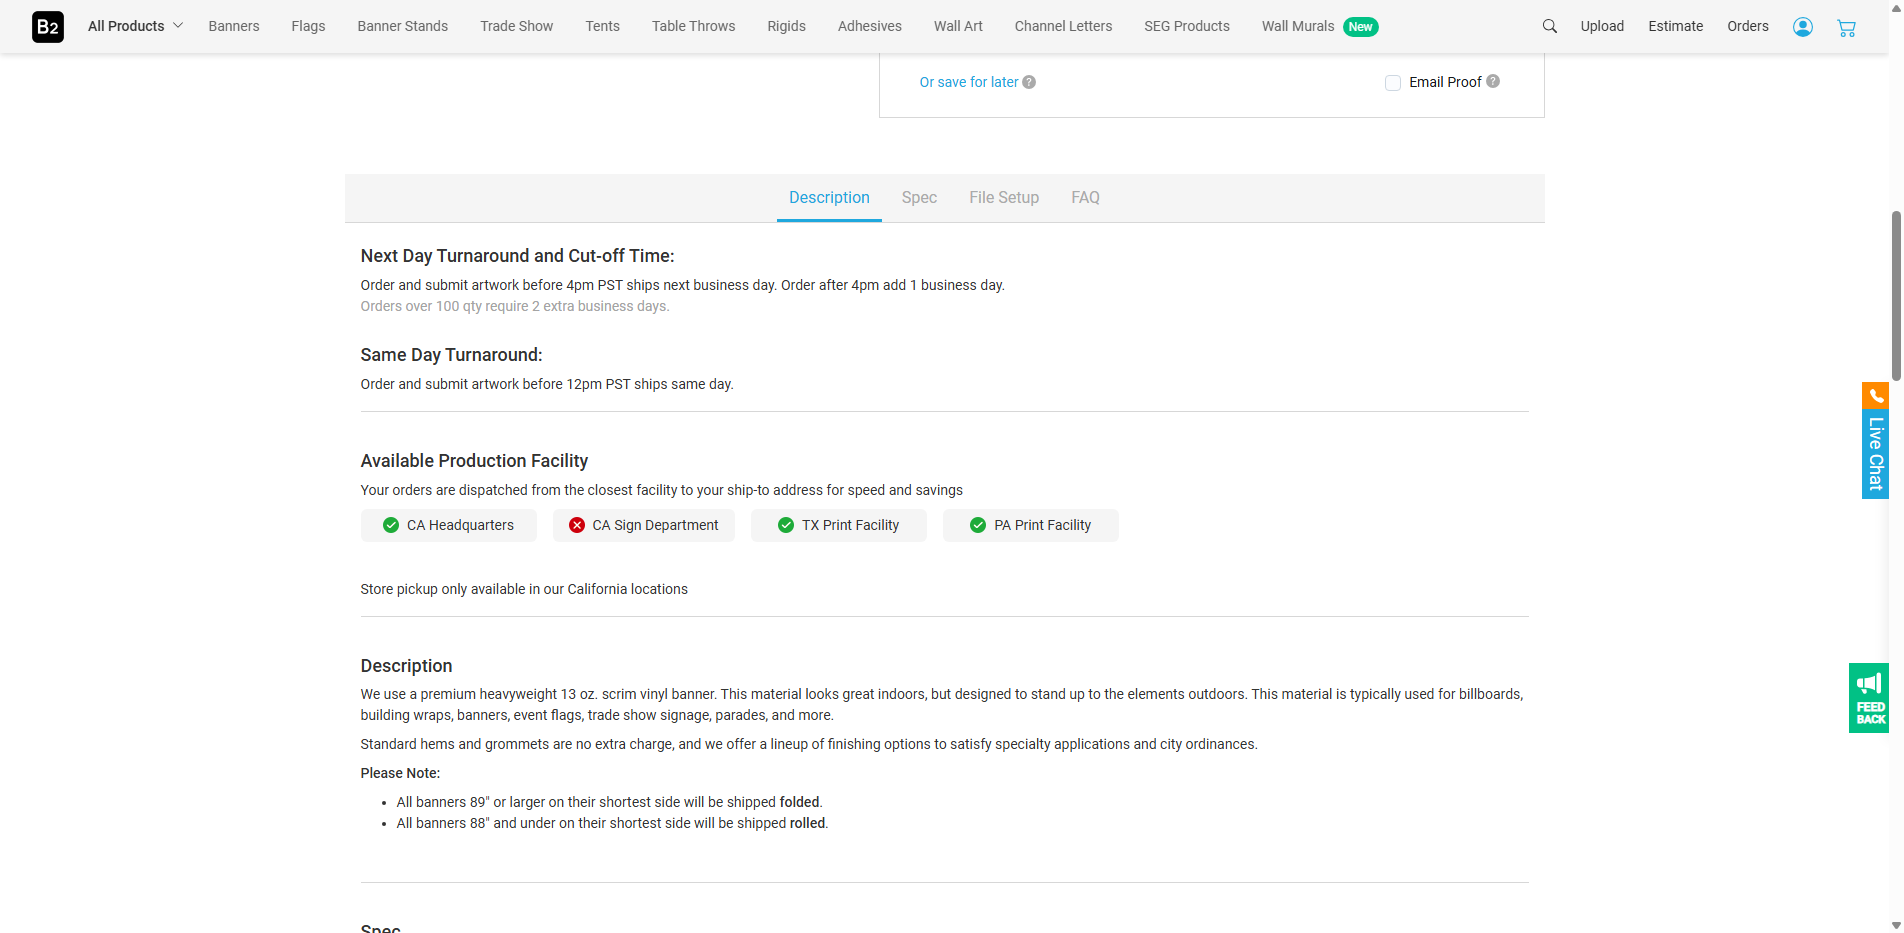 B2 All Products Banners Flags Banner Stands Trade Show Tents Table Throws Rigids Adhesives Wall Art Channel Letters SEG Products Wall Murals New Upload Estimate Orders
Or save for later ? Email Proof ?
Description Spec File Setup FAQ
Next Day Turnaround and Cut-off Time:
Order and submit artwork before 4pm PST ships next business day. Order after 4pm add 1 business day.
Orders over 100 qty require 2 extra business days.
Same Day Turnaround:
Order and submit artwork before 12pm PST ships same day.
Live Chat
Available Production Facility
Your orders are dispatched from the closest facility to your ship-to address for speed and savings
CA Headquarters CA Sign Department TX Print Facility PA Print Facility
Store pickup only available in our California locations
Description
We use a premium heavyweight 13 oz. scrim vinyl banner. This material looks great indoors, but designed to stand up to the elements outdoors. This material is typically used for billboards,
building wraps, banners, event flags, trade show signage, parades, and more.
FEED
BACK
Standard hems and grommets are no extra charge, and we offer a lineup of finishing options to satisfy specialty applications and city ordinances.
Please Note:
• All banners 89" or larger on their shortest side will be shipped folded.
• All banners 88" and under on their shortest side will be shipped rolled.
Spec